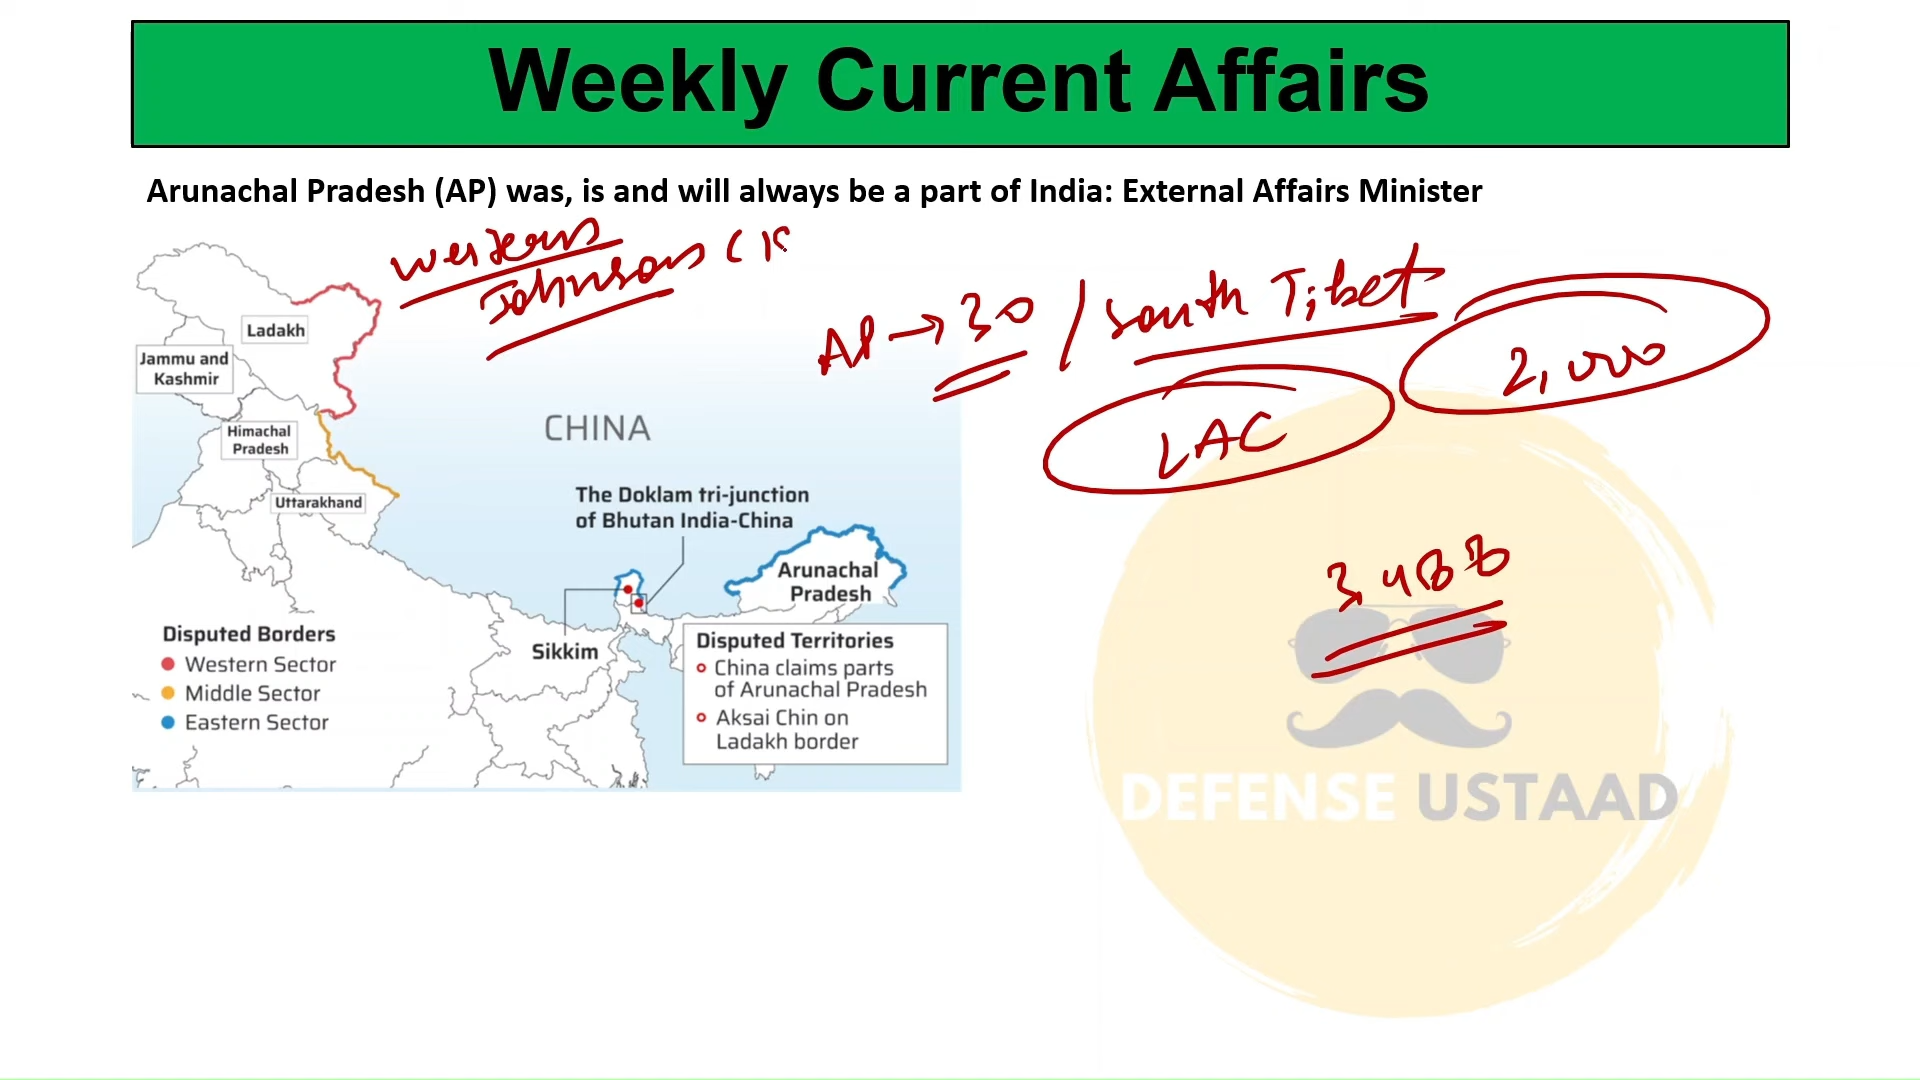 Weekly Current Affairs
Arunachal Pradesh (AP) was, is and will always be a part of India: External Affairs Minister
Western
Johnson (18
AP → 30 / South Tibet
2,000
LAC
3,488
Ladakh
Jammu and
Kashmir
Himachal
Pradesh
Uttarakhand
CHINA
The Doklam tri-junction
of Bhutan India-China
Arunachal
Pradesh
Sikkim
Disputed Borders
Western Sector
Middle Sector
Eastern Sector
Disputed Territories
China claims parts
of Arunachal Pradesh
Aksai Chin on
Ladakh border
DEFENSE USTAAD